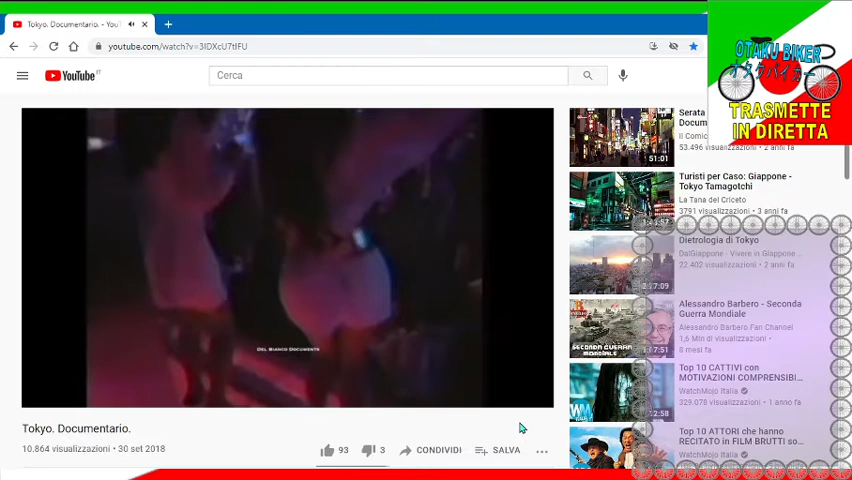 Tokyo. Documentario. - YouT
youtube.com/watch?v=3IDXcU7tIFU
YouTube IT
Cerca
OTAKU BIKER
オタクバイカー
TRASMETTE
IN DIRETTA
DEL BIANCO DOCUMENTS
Tokyo. Documentario.
10.864 visualizzazioni • 30 set 2018
93
3
CONDIVIDI
SALVA
51:01
Serata
Docum
Il Comic
53.496 visualizzazioni • 2 anni fa
Turisti per Caso: Giappone -
Tokyo Tamagotchi
La Tana del Criceto
3791 visualizzazioni • 3 anni fa
Dietrologia di Tokyo
DalGiappone - Vivere in Giappone ...
22.402 visualizzazioni • 2 anni fa
2:17:09
SECONDA GUERRA
MONDIALE
Alessandro Barbero - Seconda
Guerra Mondiale
Alessandro Barbero Fan Channel
1,6 Mln di visualizzazioni •
8 mesi fa
Top 10 CATTIVI con
MOTIVAZIONI COMPRENSIBI...
WatchMojo Italia
329.078 visualizzazioni • 1 anno fa
Top 10 ATTORI che hanno
RECITATO in FILM BRUTTI so...
WatchMojo Italia